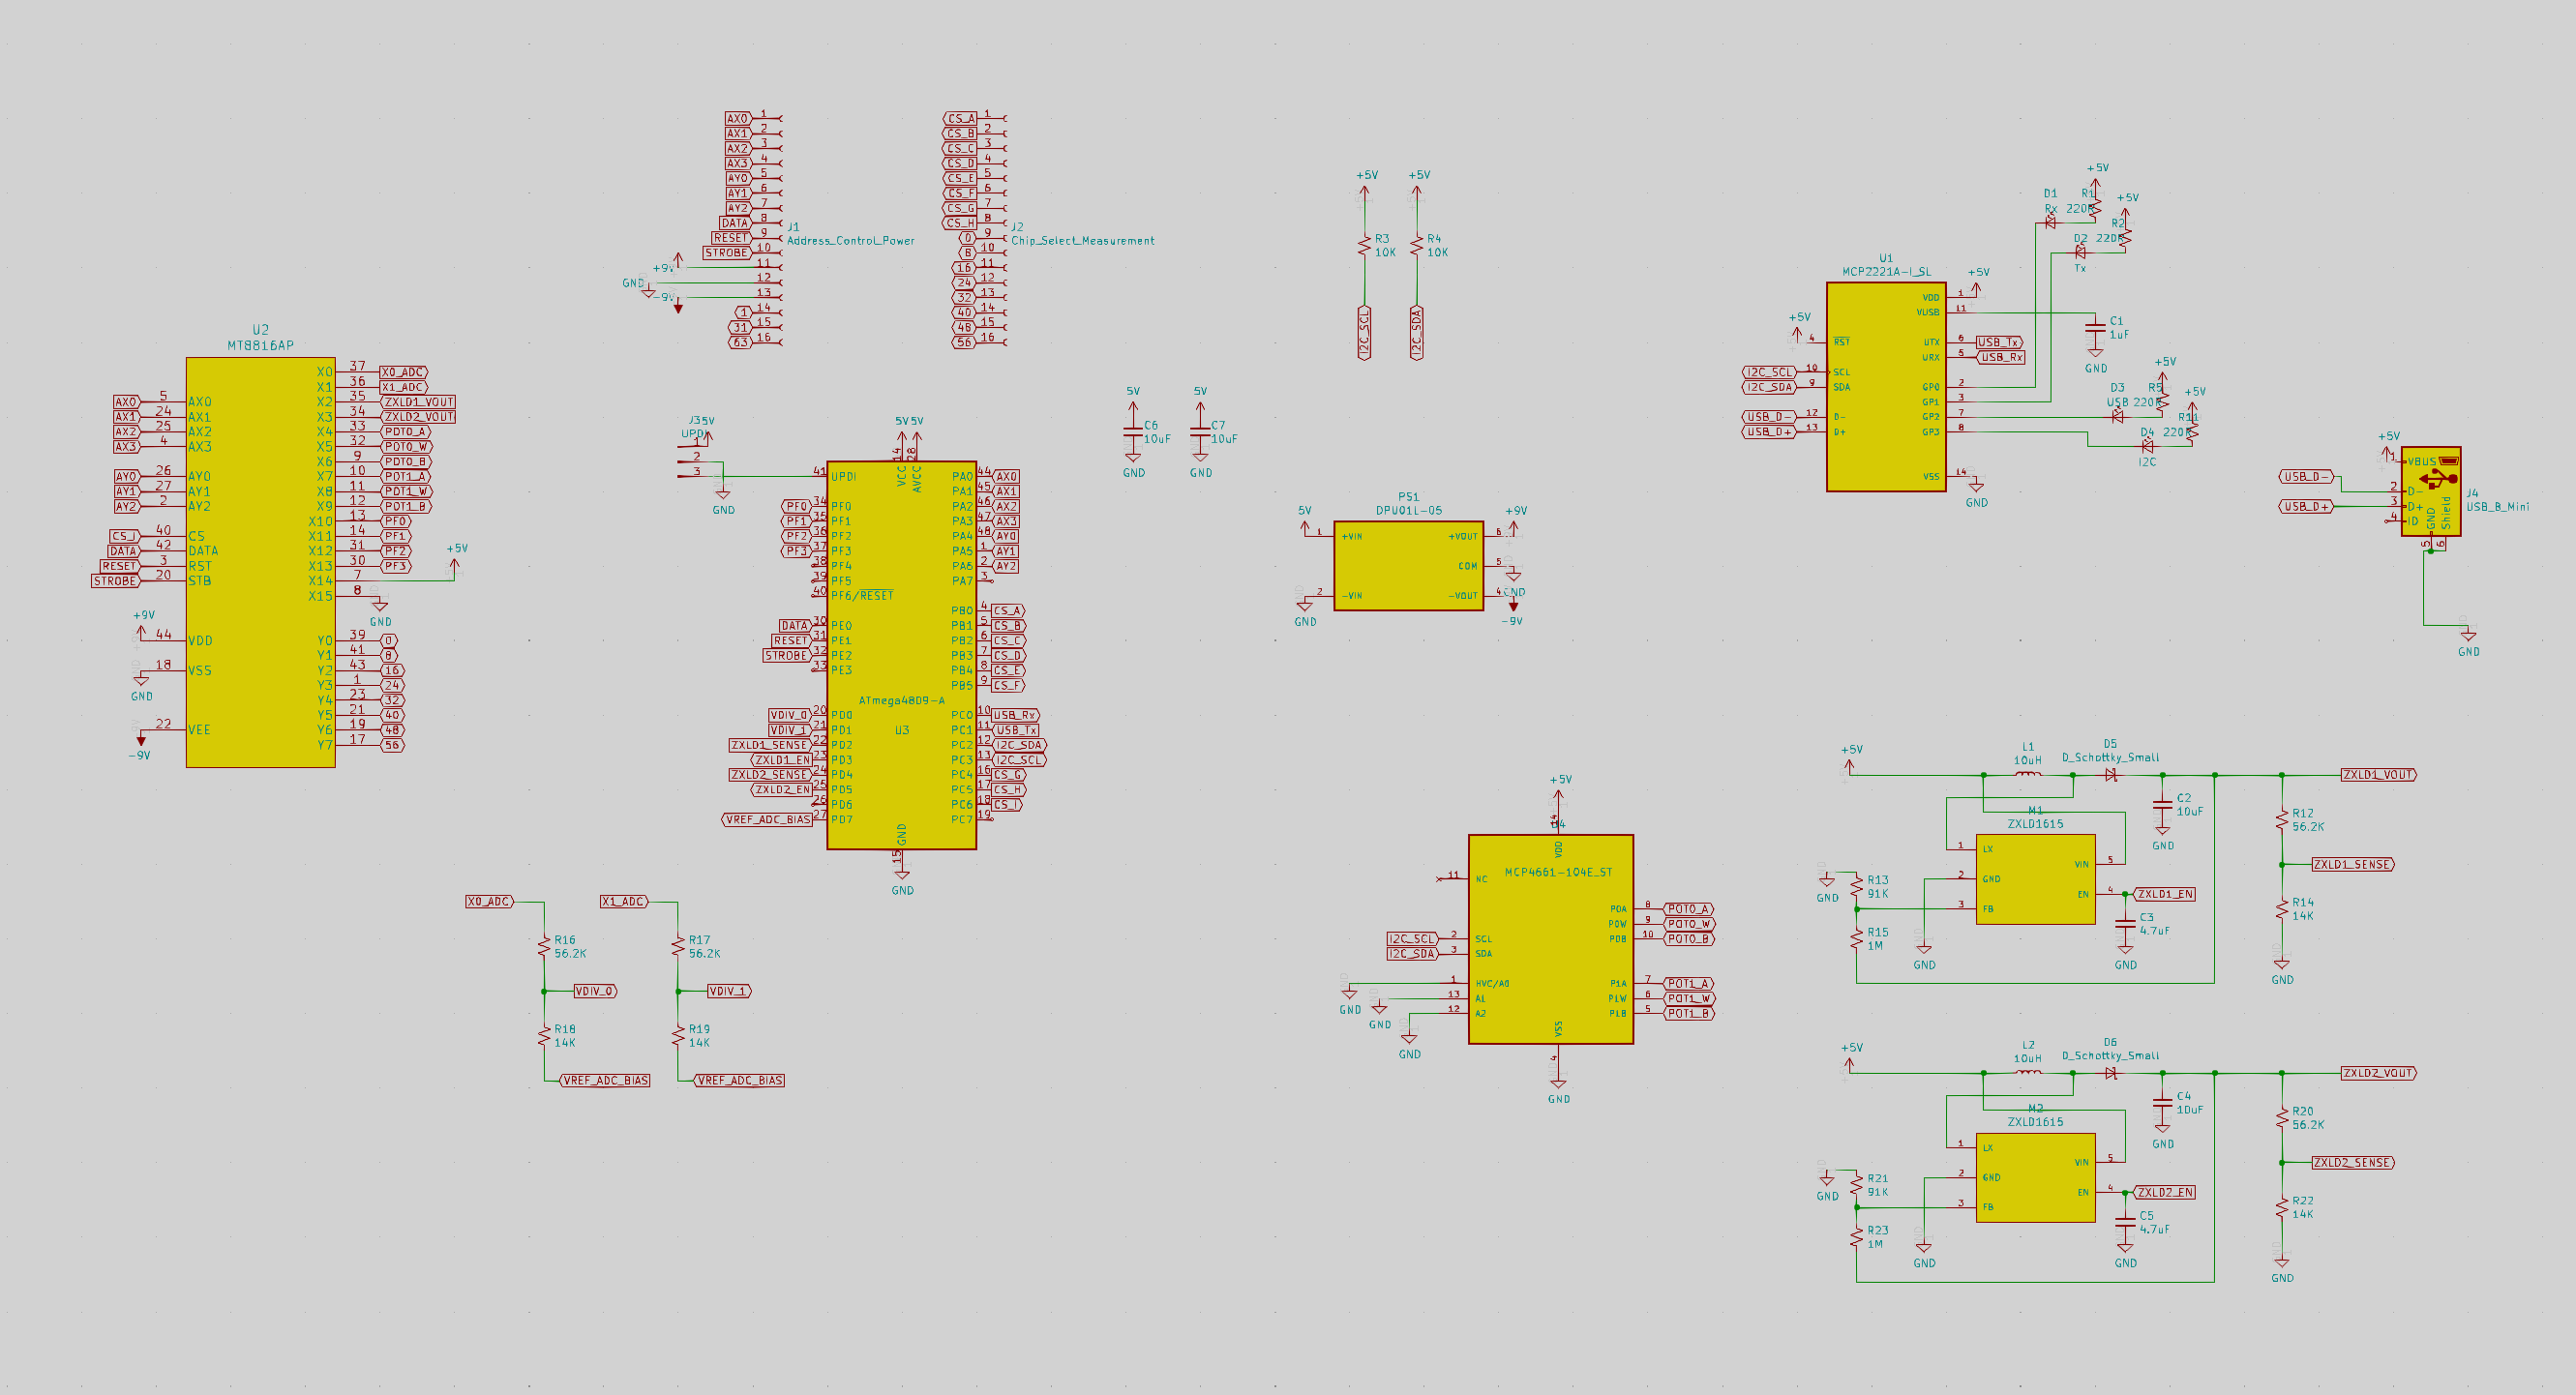 U2
MT8816AP
AX0 5 AX0
AX1 24 AX1
AX2 25 AX2
AX3 4 AX3
AY0 26 AY0
AY1 27 AY1
AY2 2 AY2
CS_J 40 CS
DATA 42 DATA
RESET 3 RST
STROBE 20 STB
+9V
44 VDD
18 VSS
GND
22 VEE
-9V
X0 37 X0_ADC
X1 36 X1_ADC
X2 35 ZXLD1_VOUT
X3 34 ZXLD2_VOUT
X4 33 POT0_A
X5 32 POT0_W
X6 9 POT0_B
X7 10 POT1_A
X8 11 POT1_W
X9 12 POT1_B
X10 13 PF0
X11 14 PF1
X12 31 PF2
X13 30 PF3
X14 7 +5V
X15 8
GND
Y0 39 0
Y1 41 8
Y2 43 16
Y3 1 24
Y4 23 32
Y5 21 40
Y6 19 48
Y7 17 56
AX0 1
AX1 2
AX2 3
AX3 4
AY0 5
AY1 6
AY2 7
DATA 8
RESET 9
STROBE 10
+9V 11
GND 12
-9V 13
1 14
31 15
63 16
J1
Address_Control_Power
CS_A 1
CS_B 2
CS_C 3
CS_D 4
CS_E 5
CS_F 6
CS_G 7
CS_H 8
0 9
8 10
16 11
24 12
32 13
40 14
48 15
56 16
J2
Chip_Select_Measurement
J3 5V
UPDI
1
2
3
GND
5V 5V
14 28
VCC AVCC
41 UPDI
PF0 34 PF0
PF1 35 PF1
PF2 36 PF2
PF3 37 PF3
38 PF4
39 PF5
40 PF6/RESET
DATA 30 PE0
RESET 31 PE1
STROBE 32 PE2
33 PE3
ATmega4809-A
U3
VDIV_0 20 PD0
VDIV_1 21 PD1
ZXLD1_SENSE 22 PD2
ZXLD1_EN 23 PD3
ZXLD2_SENSE 24 PD4
ZXLD2_EN 25 PD5
26 PD6
VREF_ADC_BIAS 27 PD7
GND
15
GND
PA0 44 AX0
PA1 45 AX1
PA2 46 AX2
PA3 47 AX3
PA4 48 AY0
PA5 1 AY1
PA6 2 AY2
PA7 3
PB0 4 CS_A
PB1 5 CS_B
PB2 6 CS_C
PB3 7 CS_D
PB4 8 CS_E
PB5 9 CS_F
PC0 10 USB_Rx
PC1 11 USB_Tx
PC2 12 I2C_SDA
PC3 13 I2C_SCL
PC4 16 CS_G
PC5 17 CS_H
PC6 18 CS_I
PC7 19
5V
C6
10uF
GND
5V
C7
10uF
GND
X0_ADC
R16
56.2K
VDIV_0
R18
14K
VREF_ADC_BIAS
X1_ADC
R17
56.2K
VDIV_1
R19
14K
VREF_ADC_BIAS
+5V
R3
10K
I2C_SCL
+5V
R4
10K
I2C_SDA
PS1
DPU01L-05
5V
1 +VIN
2 -VIN
GND
+9V
+VOUT 6
COM 5
GND
-VOUT 4
-9V
+5V
14
VDD
MCP4661-104E_ST
11 NC
I2C_SCL 2 SCL
I2C_SDA 3 SDA
1 HVC/A0
GND
13 A1
GND
12 A2
GND
P0A 8 POT0_A
P0W 9 POT0_W
P0B 10 POT0_B
P1A 7 POT1_A
P1W 6 POT1_W
P1B 5 POT1_B
VSS
4
GND
U1
MCP2221A-I_SL
+5V
4 RST
I2C_SCL 10 SCL
I2C_SDA 9 SDA
USB_D- 12 D-
USB_D+ 13 D+
+5V
VDD 1
VUSB 11
UTX 6 USB_Tx
URX 5 USB_Rx
GP0 2
GP1 3
GP2 7
GP3 8
VSS 14
GND
+5V
D1 R1
Rx 220R
+5V
R2
D2 220R
Tx
C1
1uF
GND
+5V
D3 R5
USB 220R
+5V
R11
D4 220R
I2C
+5V
1 VBUS
USB_D- 2 D-
USB_D+ 3 D+
4 ID
GND Shield
5 6
J4
USB_B_Mini
GND
+5V
L1
10uH
D5
D_Schottky_Small
ZXLD1_VOUT
C2
10uF
GND
R12
56.2K
ZXLD1_SENSE
R14
14K
GND
M1
ZXLD1615
1 LX
2 GND
3 FB
VIN 5
EN 4 ZXLD1_EN
C3
4.7uF
GND
GND
R13
91K
R15
1M
GND
+5V
L2
10uH
D6
D_Schottky_Small
ZXLD2_VOUT
C4
10uF
GND
R20
56.2K
ZXLD2_SENSE
R22
14K
GND
M2
ZXLD1615
1 LX
2 GND
3 FB
VIN 5
EN 4 ZXLD2_EN
C5
4.7uF
GND
GND
R21
91K
R23
1M
GND